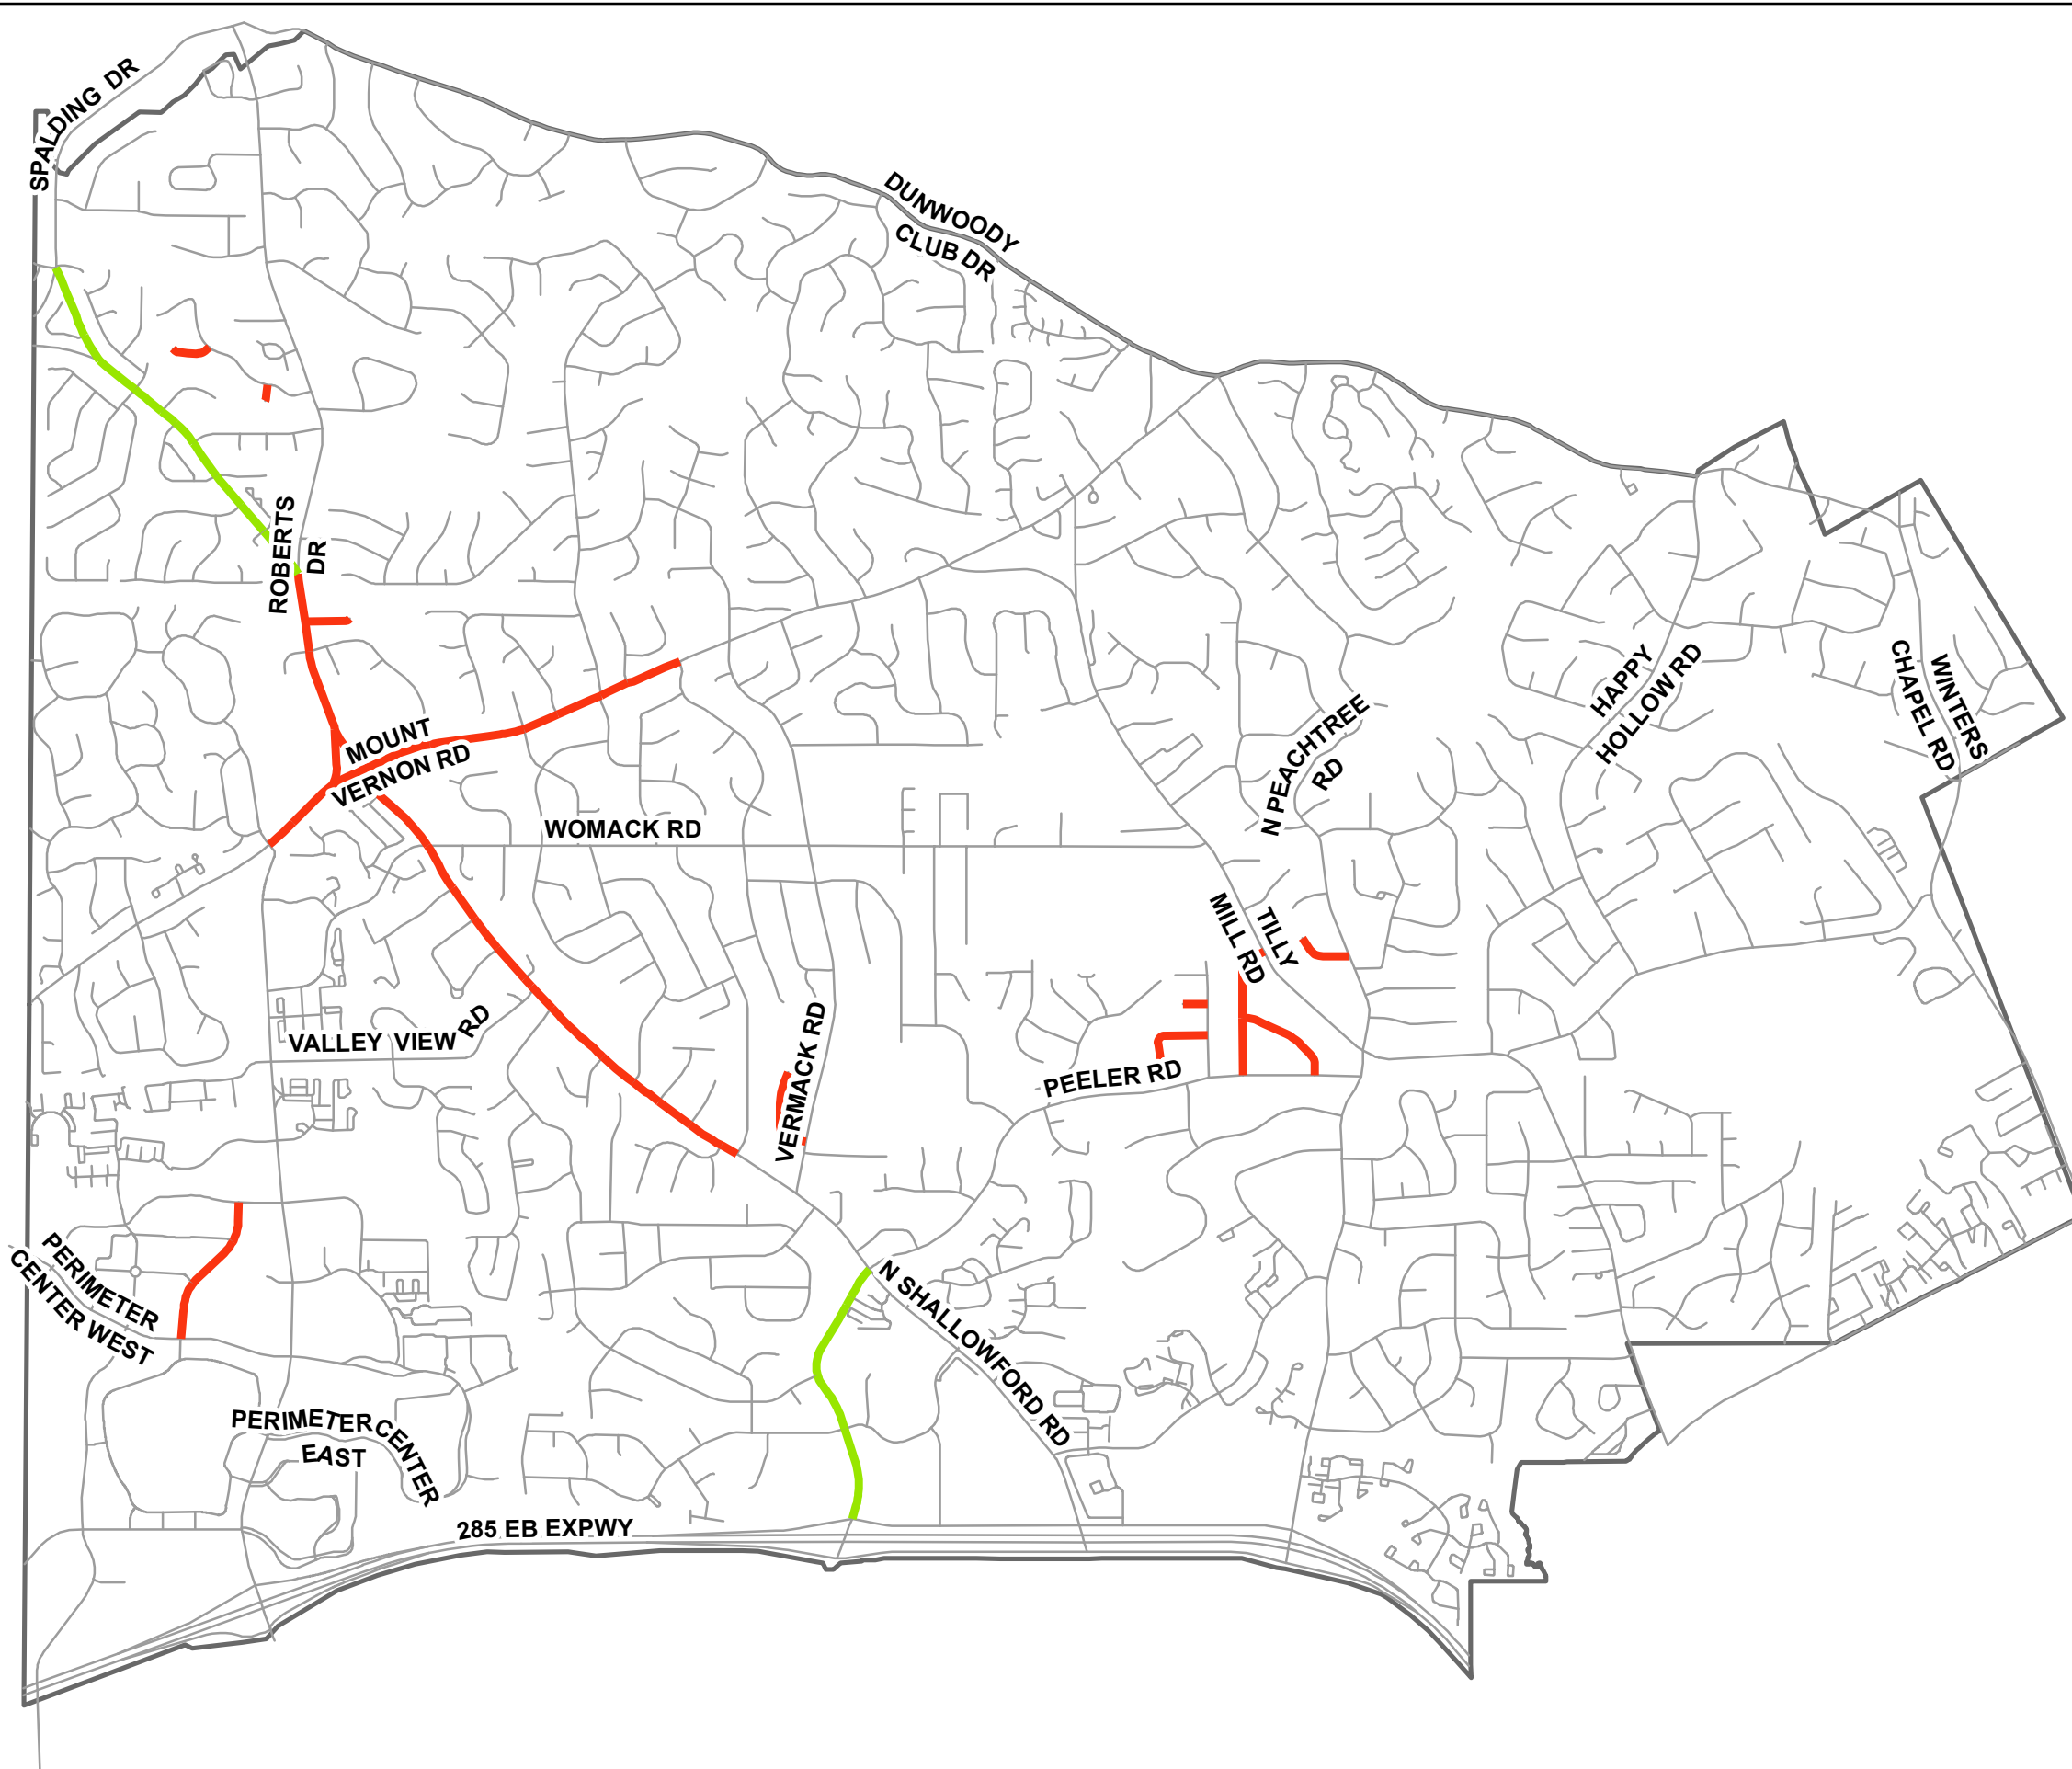 SPALDING DR
DUNWOODY
CLUB DR
ROBERTS
DR
MOUNT
VERNON RD
WOMACK RD
HAPPY
HOLLOW RD
WINTERS
CHAPEL RD
N PEACHTREE
RD
TILLY
MILL RD
VALLEY VIEW RD
VERMACK RD
PEELER RD
PERIMETER
CENTER WEST
N SHALLOWFORD RD
PERIMETER CENTER
EAST
285 EB EXPWY